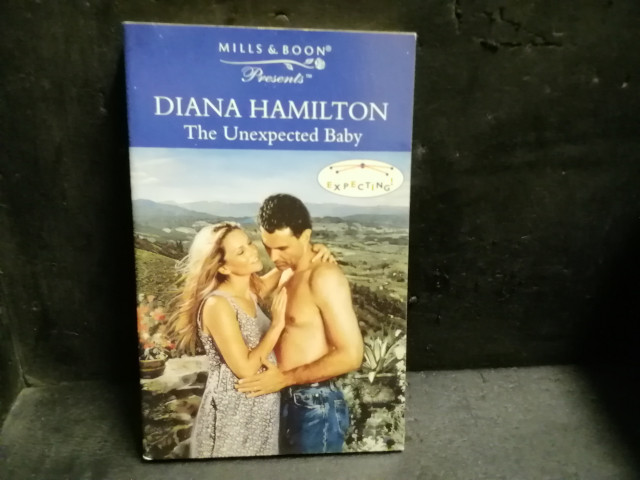 MILLS & BOON®
Presents™
DIANA HAMILTON
The Unexpected Baby
EXPECTING!